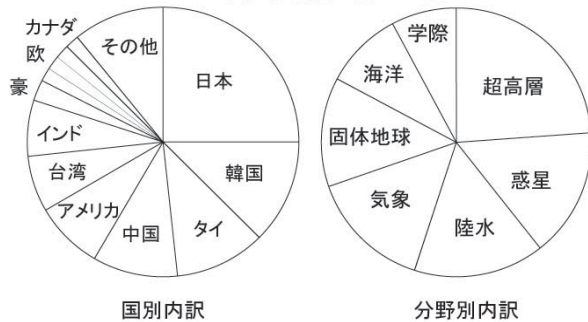 カナダ
欧
豪
インド
台湾
アメリカ
中国
タイ
韓国
日本
その他
国別内訳
学際
海洋
固体地球
気象
陸水
惑星
超高層
分野別内訳